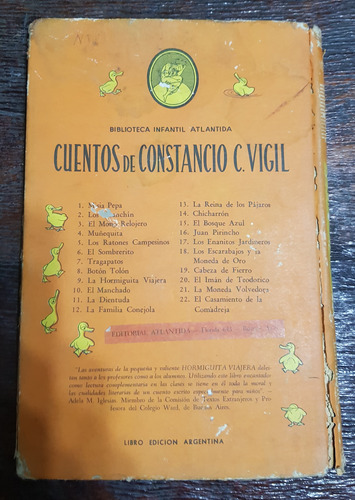 BIBLIOTECA INFANTIL ATLANTIDA
CUENTOS DE CONSTANCIO C. VIGIL
1. Misia Pepa
2. Los Chanchín
3. El Mono Relojero
4. Muñequita
5. Los Ratones Campesinos
6. El Sombrerito
7. Tragapatos
8. Botón Tolón
9. La Hormiguita Viajera
10. El Manchado
11. La Dientuda
12. La Familia Conejola
13. La Reina de los Pájaros
14. Chicharrón
15. El Bosque Azul
16. Juan Pirincho
17. Los Enanitos Jardineros
18. Los Escarabajos y la
Moneda de Oro
19. Cabeza de Fierro
20. El Imán de Teodorico
21. La Moneda Volvedora
22. El Casamiento de la
Comadreja
EDITORIAL ATLANTIDA
"Las aventuras de la pequeña y valiente HORMIGUITA VIAJERA delei-
tan tanto a los profesores como a los alumnos. Utilizando este libro encantador
como lectura complementaria en las clases se tiene en él toda la moral y
las cualidades literarias de un cuento escrito especialmente para niños". —
Adela M. Iglesias. Miembro de la Comisión de Textos Extranjeros y Pro-
fesora del Colegio Ward, de Buenos Aires.
LIBRO EDICION ARGENTINA